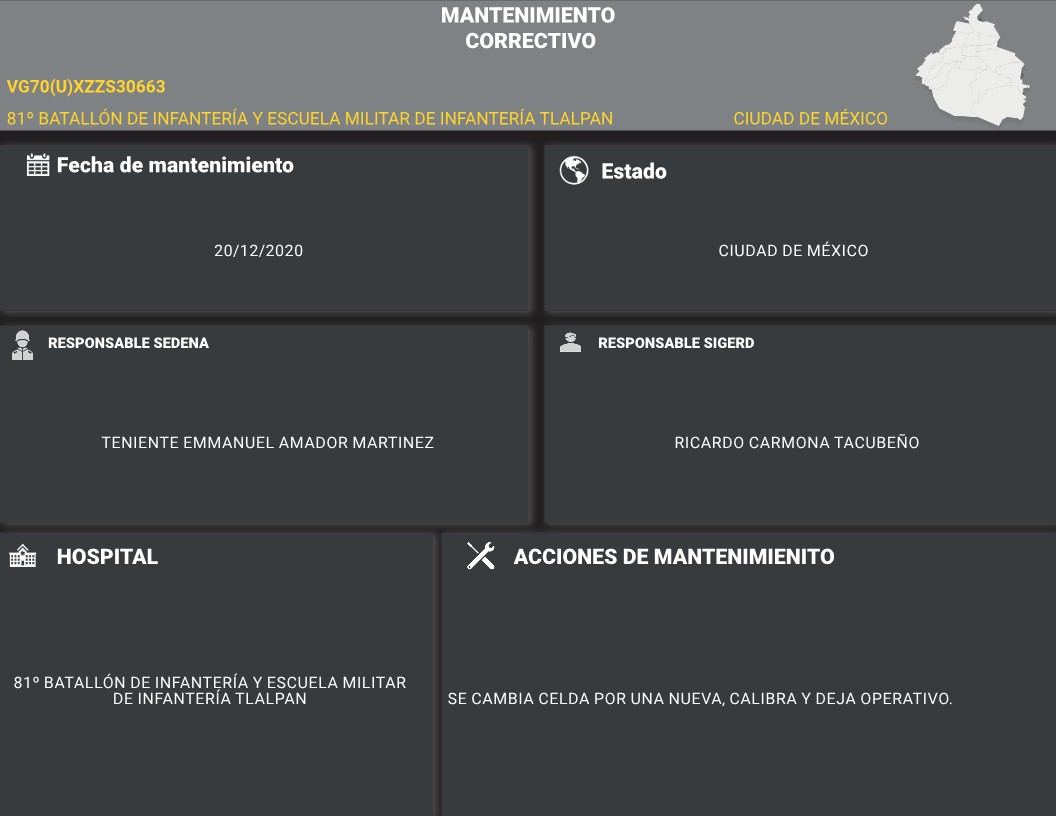 MANTENIMIENTO
CORRECTIVO
VG70(U)XZZS30663
81º BATALLÓN DE INFANTERÍA Y ESCUELA MILITAR DE INFANTERÍA TLALPAN CIUDAD DE MÉXICO
Fecha de mantenimiento
20/12/2020
Estado
CIUDAD DE MÉXICO
RESPONSABLE SEDENA
TENIENTE EMMANUEL AMADOR MARTINEZ
RESPONSABLE SIGERD
RICARDO CARMONA TACUBEÑO
HOSPITAL
81º BATALLÓN DE INFANTERÍA Y ESCUELA MILITAR
DE INFANTERÍA TLALPAN
ACCIONES DE MANTENIMIENITO
SE CAMBIA CELDA POR UNA NUEVA, CALIBRA Y DEJA OPERATIVO.